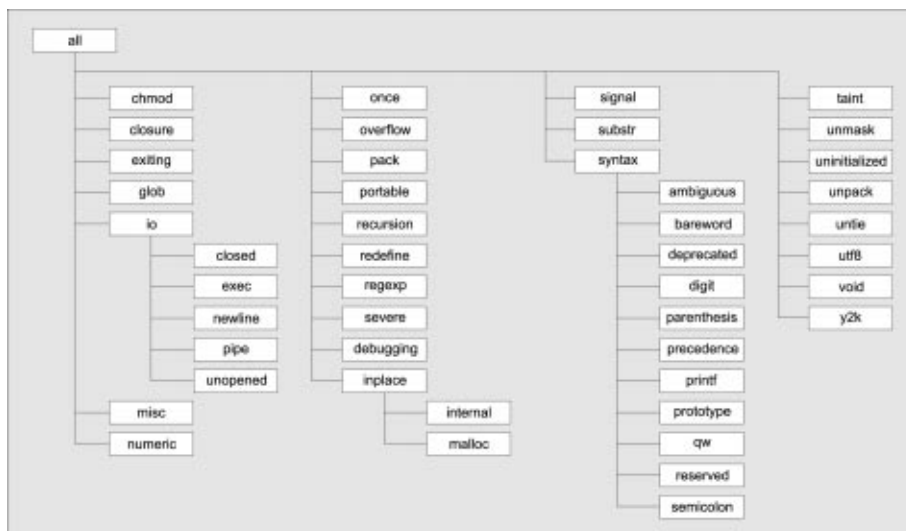 all
chmod
closure
exiting
glob
io
closed
exec
newline
pipe
unopened
misc
numeric
once
overflow
pack
portable
recursion
redefine
regexp
severe
debugging
inplace
internal
malloc
signal
substr
syntax
ambiguous
bareword
deprecated
digit
parenthesis
precedence
printf
prototype
qw
reserved
semicolon
taint
unmask
uninitialized
unpack
untie
utf8
void
y2k